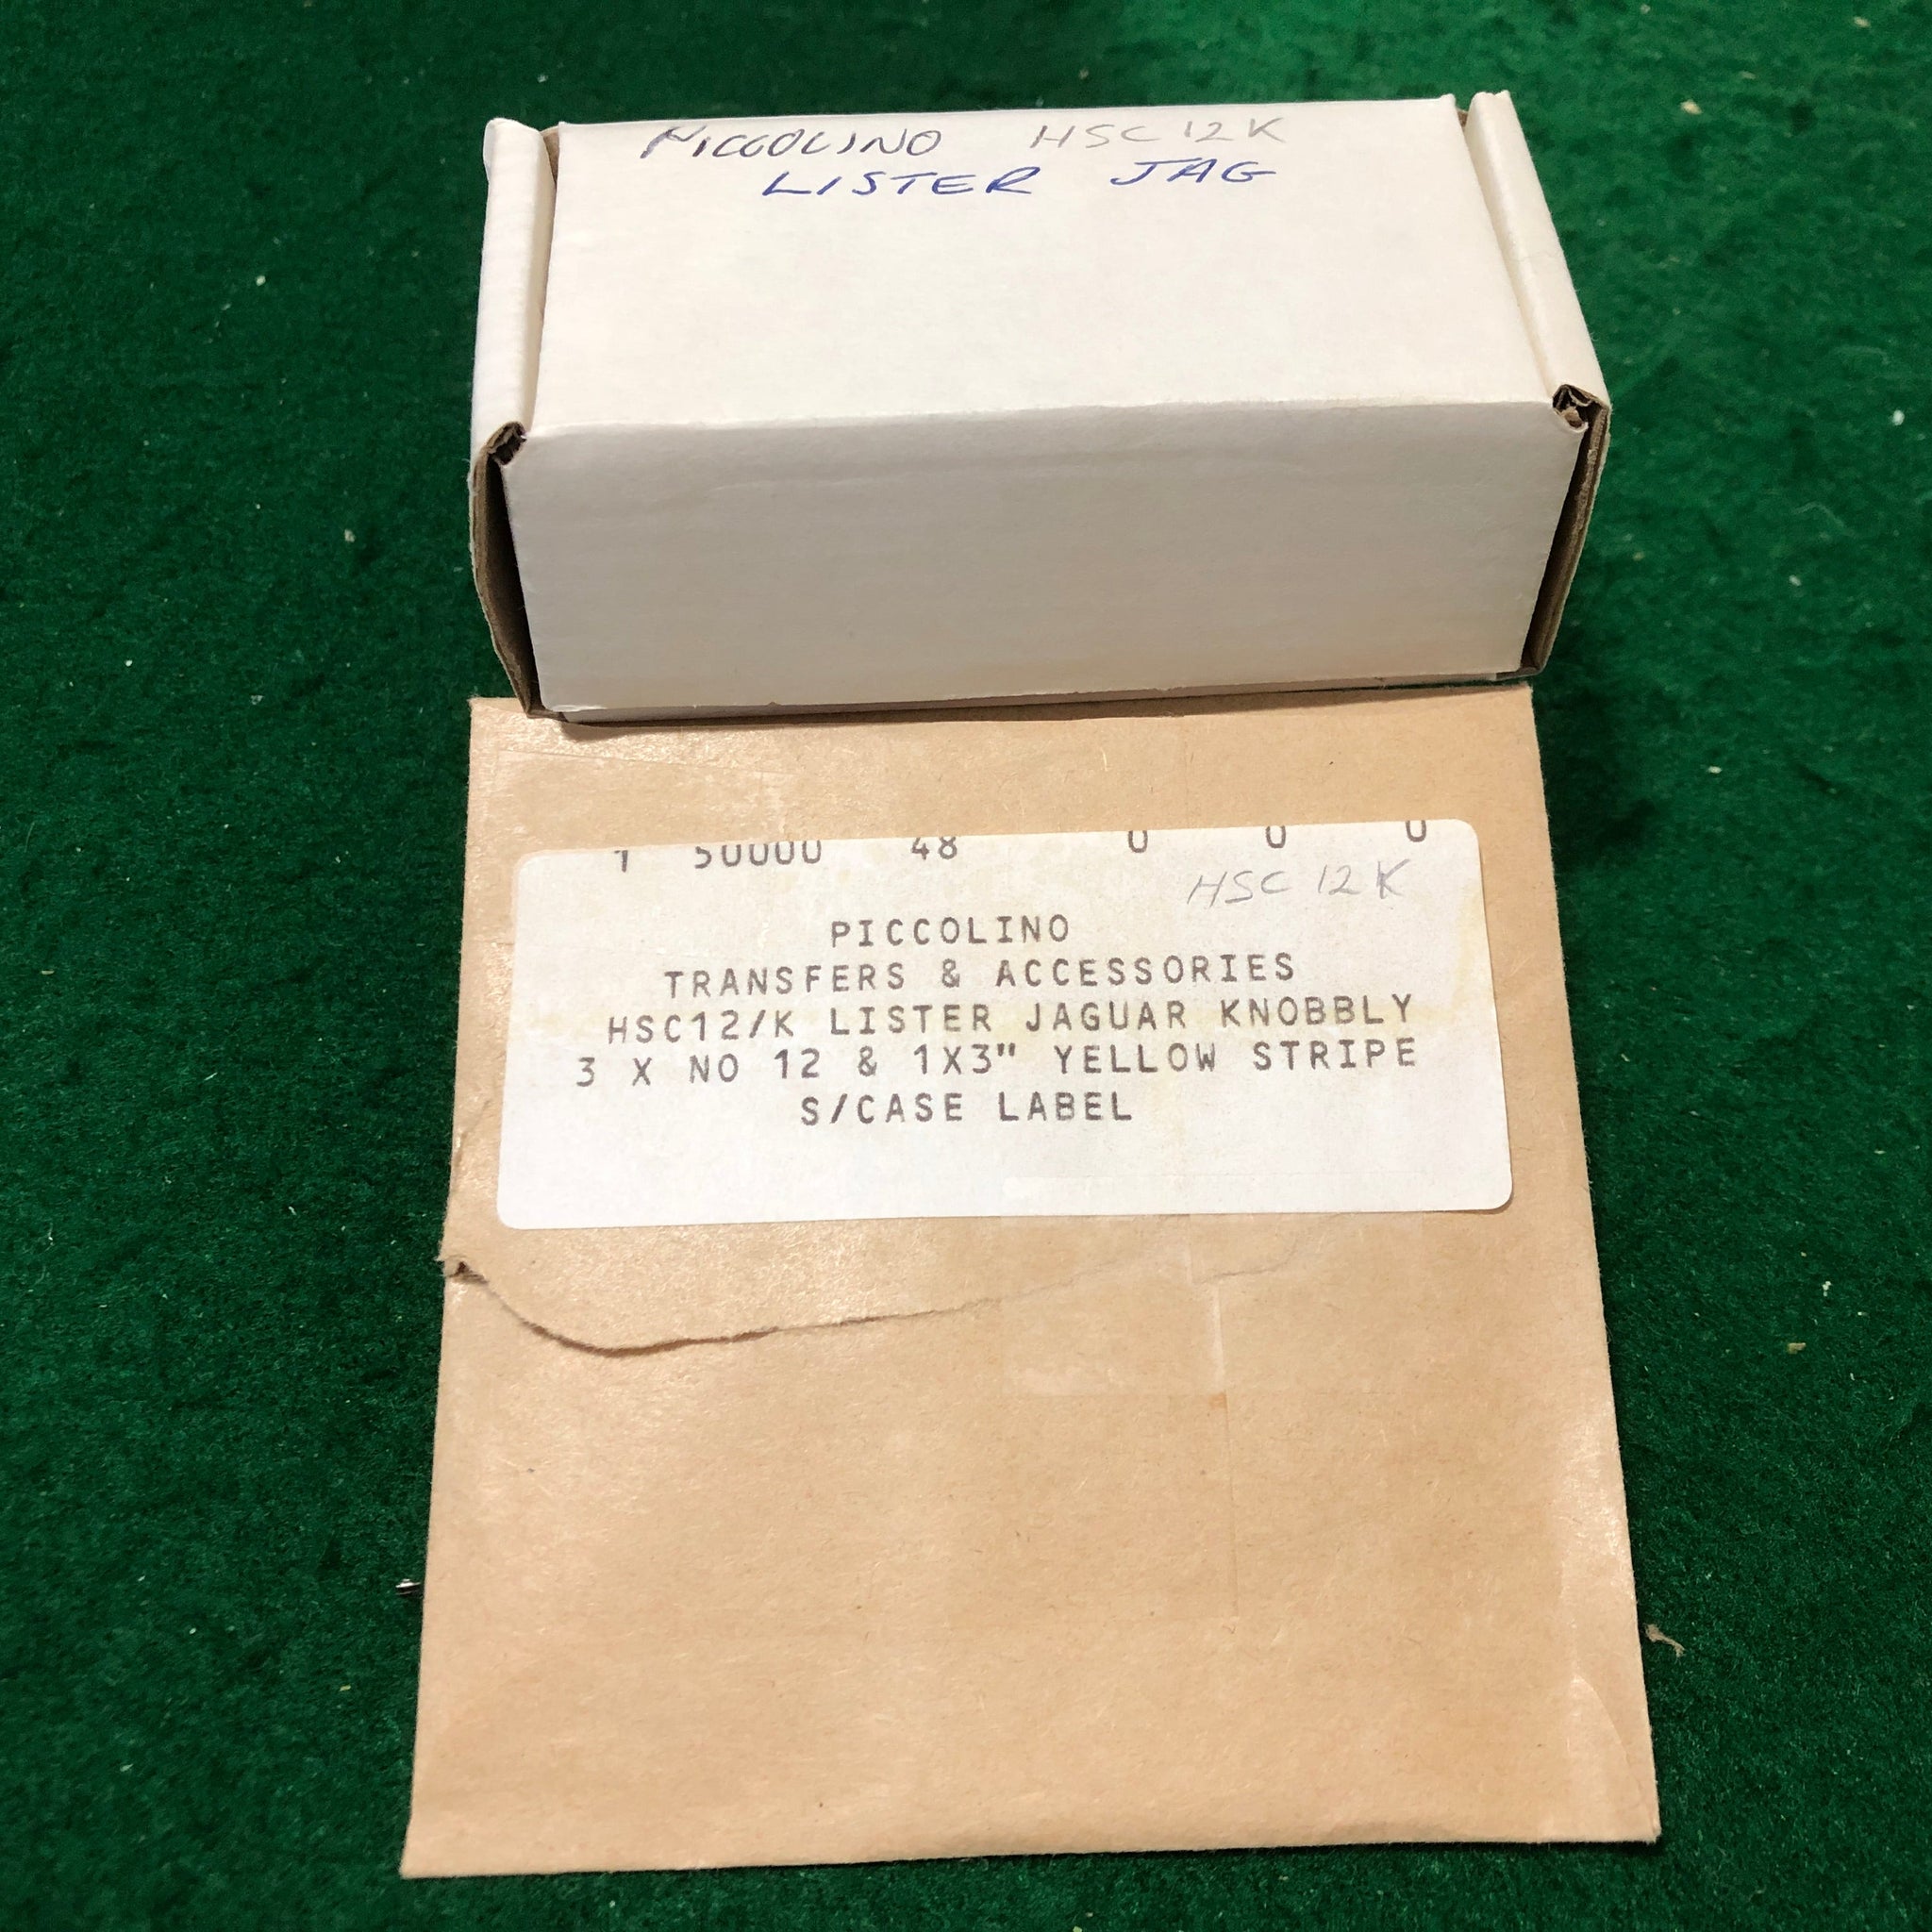 PICCOLINO HSC12K
LISTER JAG
1 50000 48 0 0 0
HSC 12 K
PICCOLINO
TRANSFERS & ACCESSORIES
HSC12/K LISTER JAGUAR KNOBBLY
3 X NO 12 & 1X3" YELLOW STRIPE
S/CASE LABEL